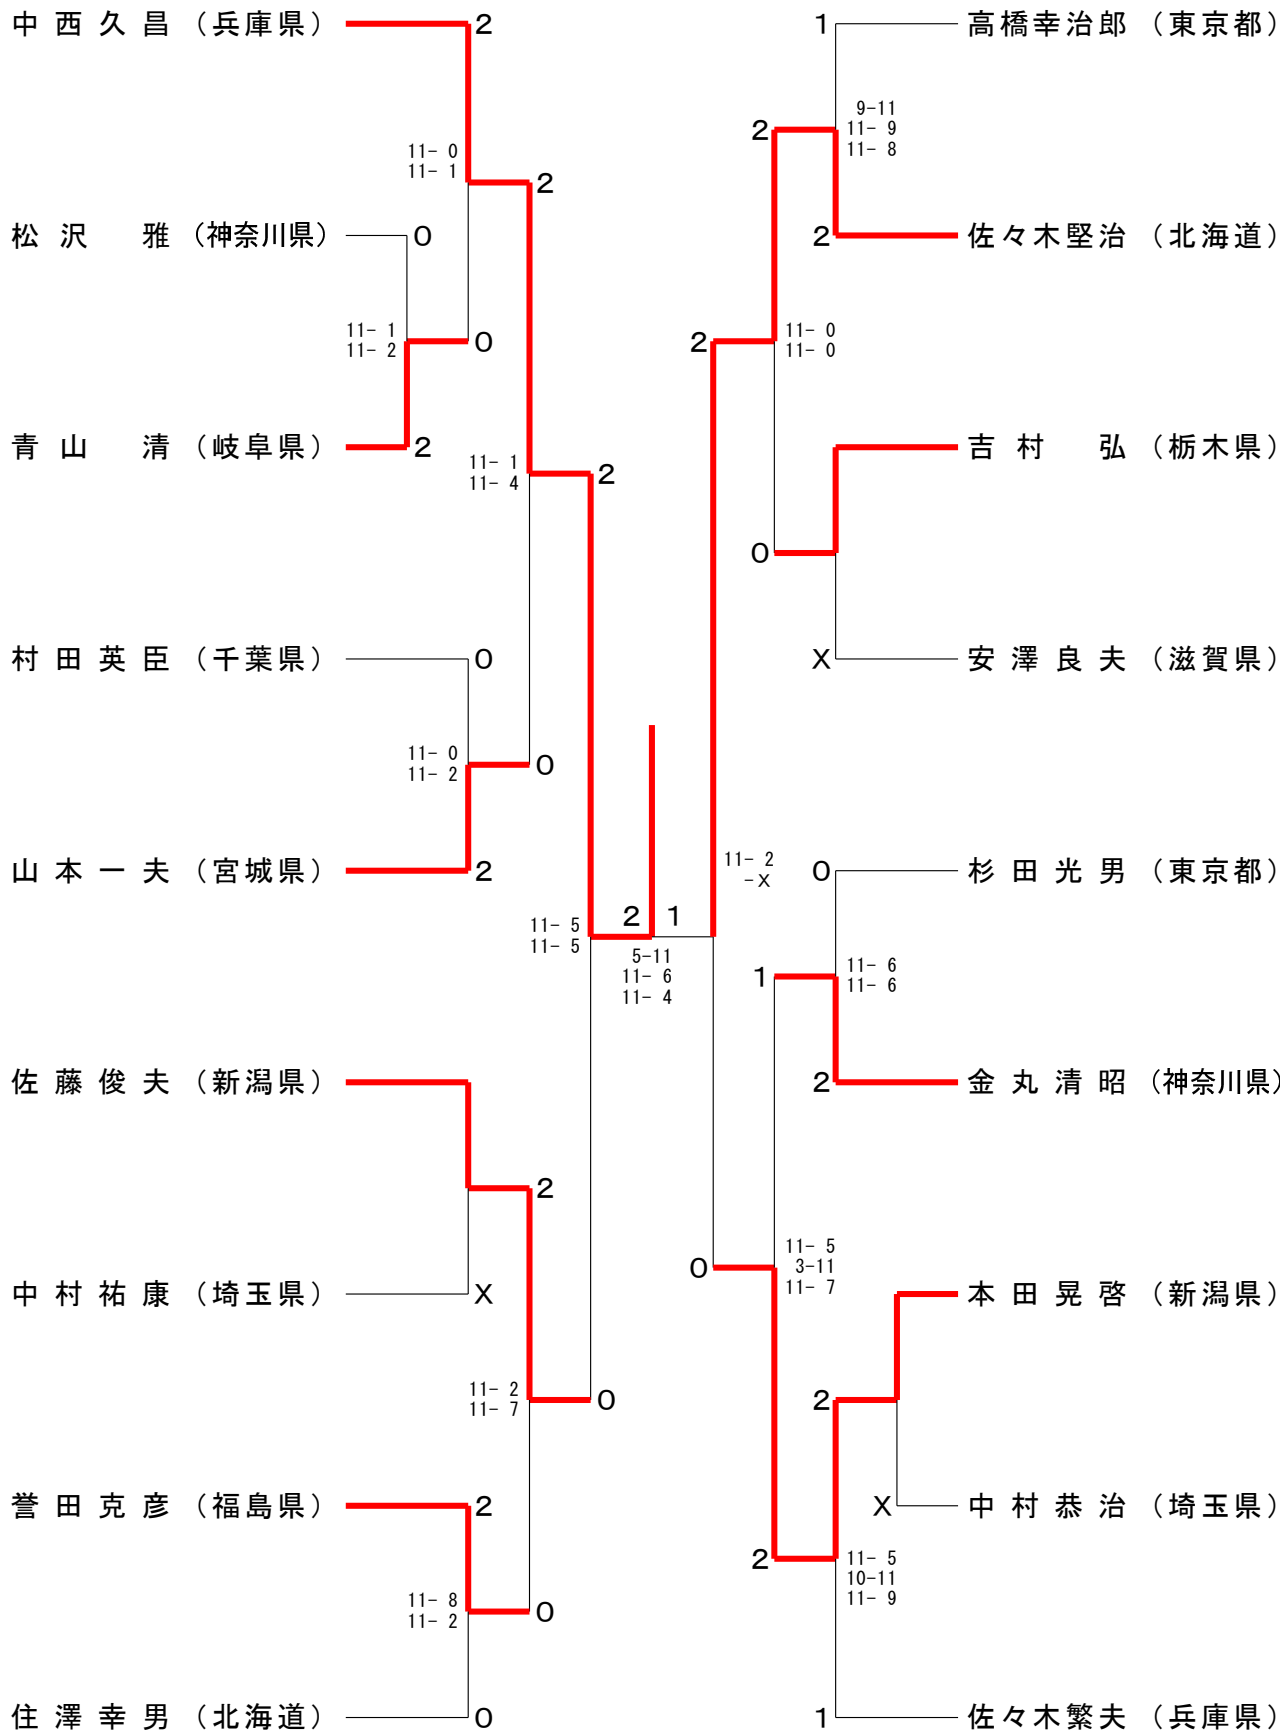 中西久昌（兵庫県） 2
11- 0
11- 1
2
松沢　雅（神奈川県） 0
11- 1
11- 2
0
青山　清（岐阜県） 2
11- 1
11- 4
2
村田英臣（千葉県） 0
11- 0
11- 2
0
山本一夫（宮城県） 2
11- 5
11- 5
佐藤俊夫（新潟県）
2
中村祐康（埼玉県） X
11- 2
11- 7
0
誉田克彦（福島県） 2
11- 8
11- 2
0
住澤幸男（北海道） 0
2 1
5-11
11- 6
11- 4
1 高橋幸治郎（東京都）
2
9-11
11- 9
11- 8
2 佐々木堅治（北海道）
2
11- 0
11- 0
吉村　弘（栃木県）
0
X 安澤良夫（滋賀県）
11- 2
-X
0 杉田光男（東京都）
1
11- 6
11- 6
2 金丸清昭（神奈川県）
0
11- 5
3-11
11- 7
本田晃啓（新潟県）
2
X 中村恭治（埼玉県）
2
11- 5
10-11
11- 9
1 佐々木繁夫（兵庫県）